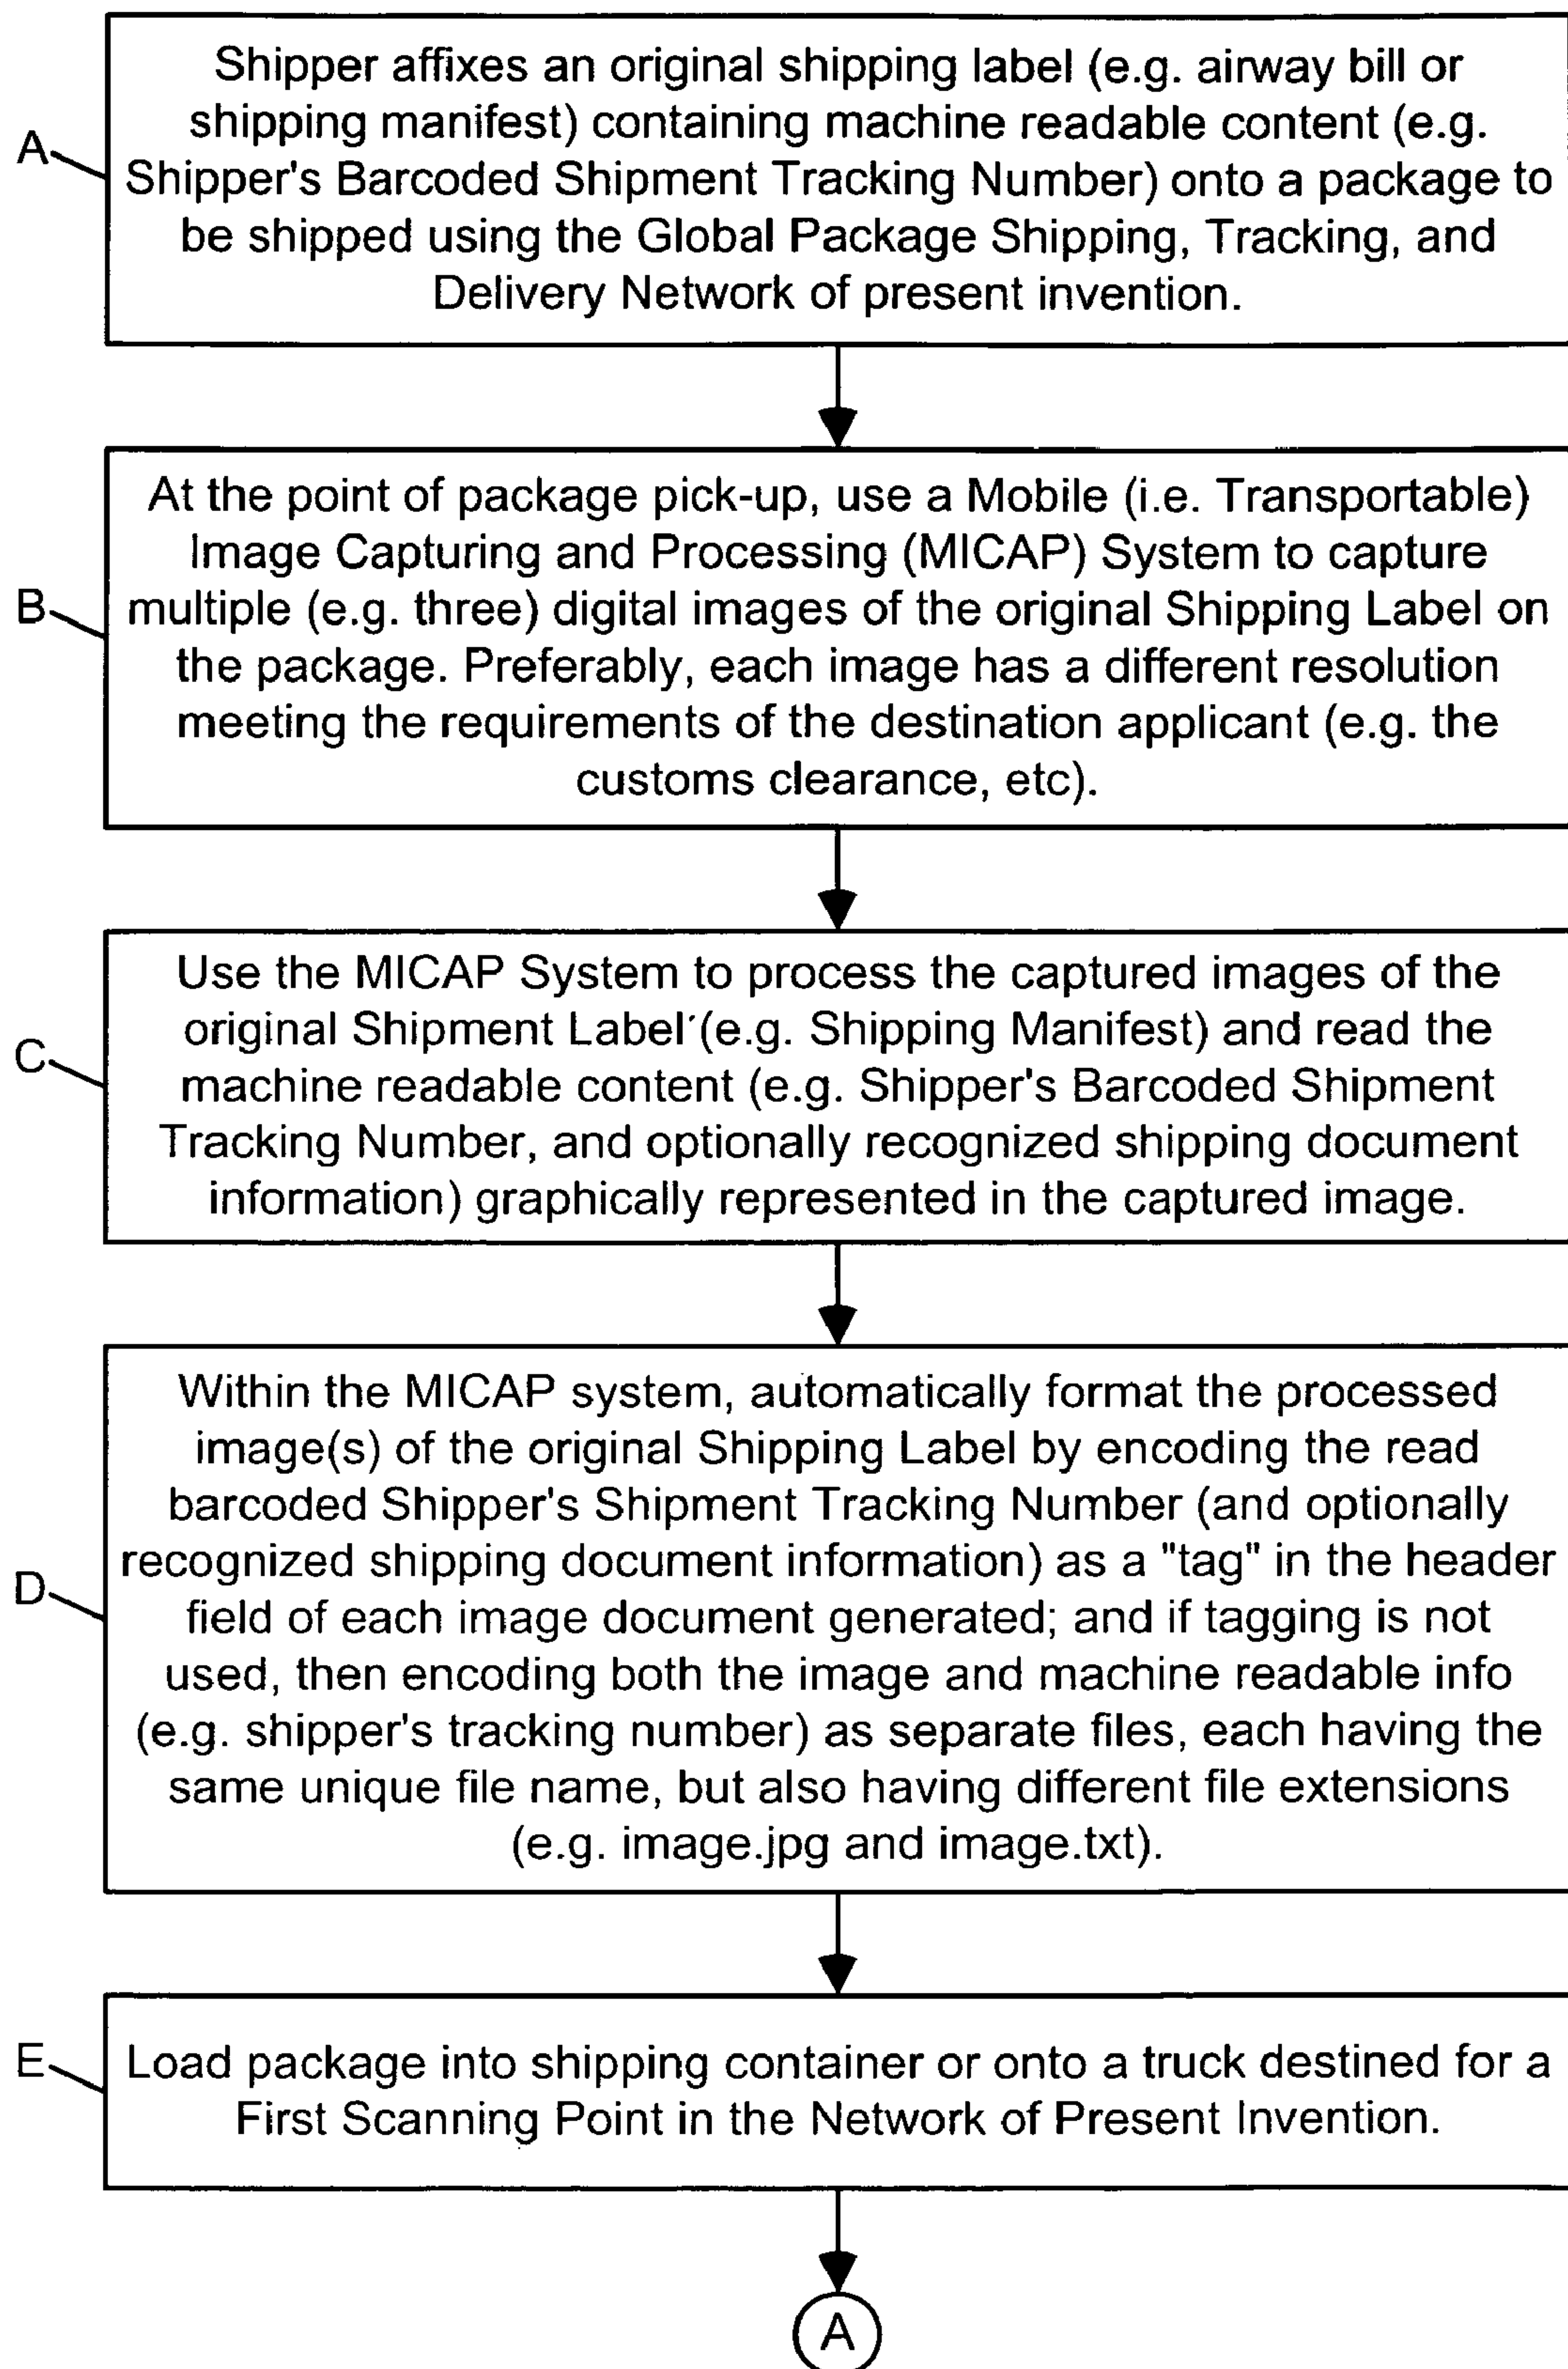 Shipper affixes an original shipping label (e.g. airway bill or
shipping manifest) containing machine readable content (e.g.
A
Shipper's Barcoded Shipment Tracking Number) onto a package to
be shipped using the Global Package Shipping, Tracking, and
Delivery Network of present invention.
At the point of package pick-up, use a Mobile (i.e. Transportable)
Image Capturing and Processing (MICAP) System to capture
B
multiple (e.g. three) digital images of the original Shipping Label on
the package. Preferably, each image has a different resolution
meeting the requirements of the destination applicant (e.g. the
customs clearance, etc).
Use the MICAP System to process the captured images of the
original Shipment Label (e.g. Shipping Manifest) and read the
C
machine readable content (e.g. Shipper's Barcoded Shipment
Tracking Number, and optionally recognized shipping document
information) graphically represented in the captured image.
Within the MICAP system, automatically format the processed
image(s) of the original Shipping Label by encoding the read
barcoded Shipper's Shipment Tracking Number (and optionally
recognized shipping document information) as a "tag" in the header
D
field of each image document generated; and if tagging is not
used, then encoding both the image and machine readable info
(e.g. shipper's tracking number) as separate files, each having the
same unique file name, but also having different file extensions
(e.g. image.jpg and image.txt).
E
Load package into shipping container or onto a truck destined for a
First Scanning Point in the Network of Present Invention.
A